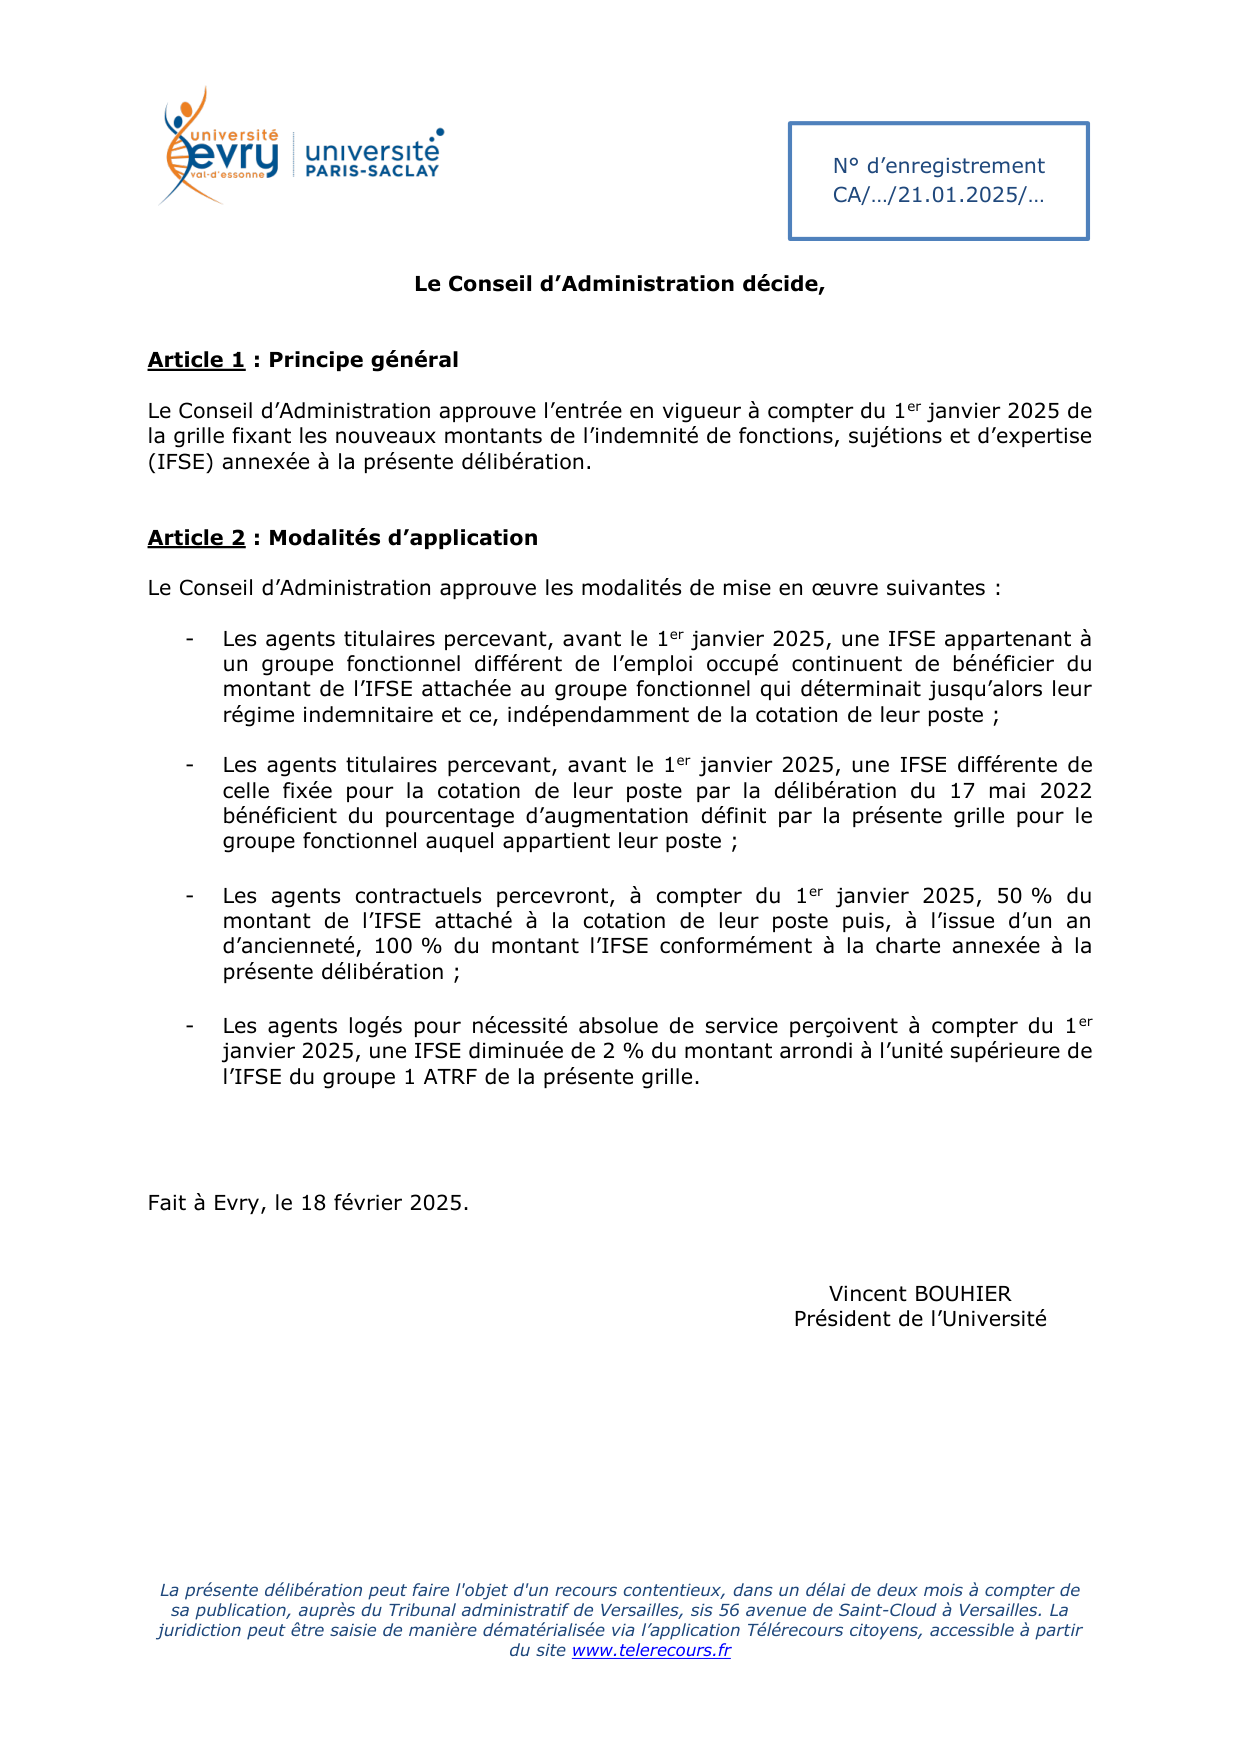 université
evry
val-d'essonne
université
PARIS-SACLAY
N° d’enregistrement
CA/…/21.01.2025/…
Le Conseil d’Administration décide,
Article 1 : Principe général
Le Conseil d’Administration approuve l’entrée en vigueur à compter du 1er janvier 2025 de
la grille fixant les nouveaux montants de l’indemnité de fonctions, sujétions et d’expertise
(IFSE) annexée à la présente délibération.
Article 2 : Modalités d’application
Le Conseil d’Administration approuve les modalités de mise en œuvre suivantes :
- Les agents titulaires percevant, avant le 1er janvier 2025, une IFSE appartenant à
un groupe fonctionnel différent de l’emploi occupé continuent de bénéficier du
montant de l’IFSE attachée au groupe fonctionnel qui déterminait jusqu’alors leur
régime indemnitaire et ce, indépendamment de la cotation de leur poste ;
- Les agents titulaires percevant, avant le 1er janvier 2025, une IFSE différente de
celle fixée pour la cotation de leur poste par la délibération du 17 mai 2022
bénéficient du pourcentage d’augmentation définit par la présente grille pour le
groupe fonctionnel auquel appartient leur poste ;
- Les agents contractuels percevront, à compter du 1er janvier 2025, 50 % du
montant de l’IFSE attaché à la cotation de leur poste puis, à l’issue d’un an
d’ancienneté, 100 % du montant l’IFSE conformément à la charte annexée à la
présente délibération ;
- Les agents logés pour nécessité absolue de service perçoivent à compter du 1er
janvier 2025, une IFSE diminuée de 2 % du montant arrondi à l’unité supérieure de
l’IFSE du groupe 1 ATRF de la présente grille.
Fait à Evry, le 18 février 2025.
Vincent BOUHIER
Président de l’Université
La présente délibération peut faire l'objet d'un recours contentieux, dans un délai de deux mois à compter de
sa publication, auprès du Tribunal administratif de Versailles, sis 56 avenue de Saint-Cloud à Versailles. La
juridiction peut être saisie de manière dématérialisée via l’application Télérecours citoyens, accessible à partir
du site www.telerecours.fr